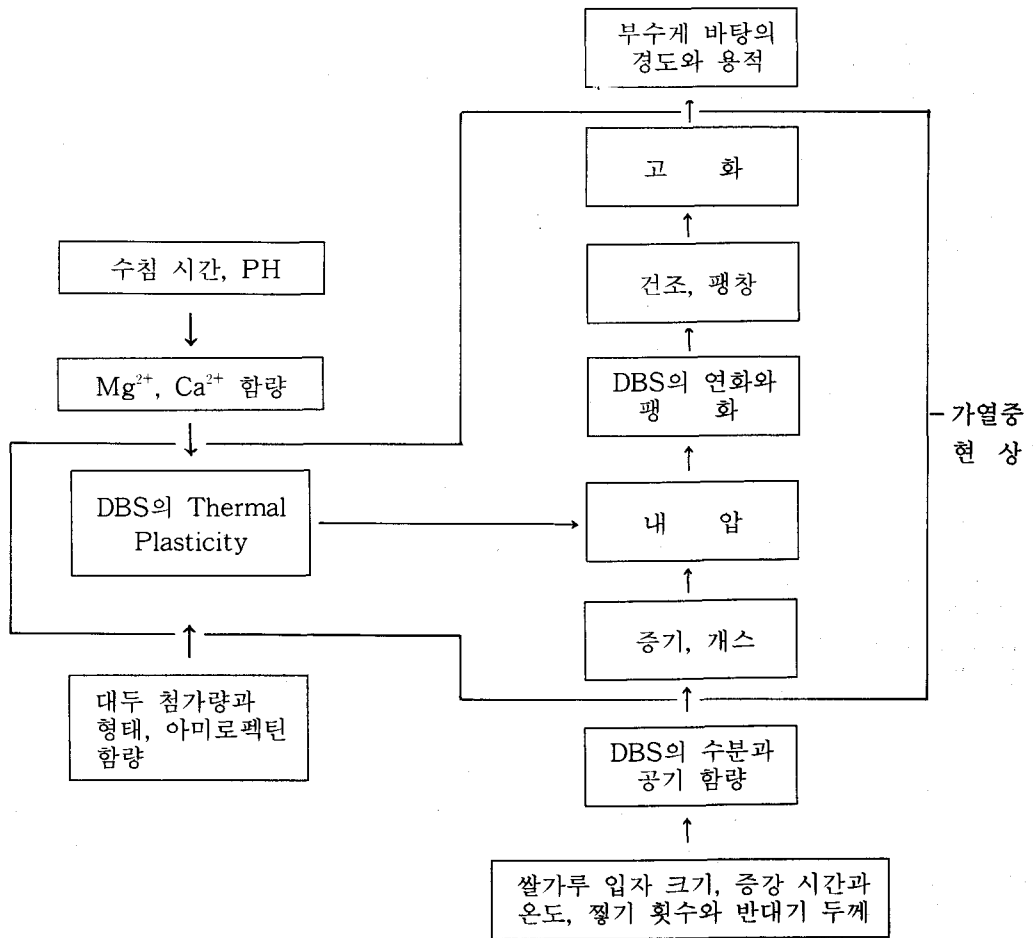 부수게 바탕의
경도와 용적
고 화
수침 시간, PH
건조, 팽창
Mg²⁺, Ca²⁺ 함량
DBS의 연화와
팽 화
가열중
현 상
DBS의 Thermal
Plasticity
내 압
증기, 개스
대두 첨가량과
형태, 아미로펙틴
함량
DBS의 수분과
공기 함량
쌀가루 입자 크기, 증강 시간과
온도, 찧기 횟수와 반대기 두께